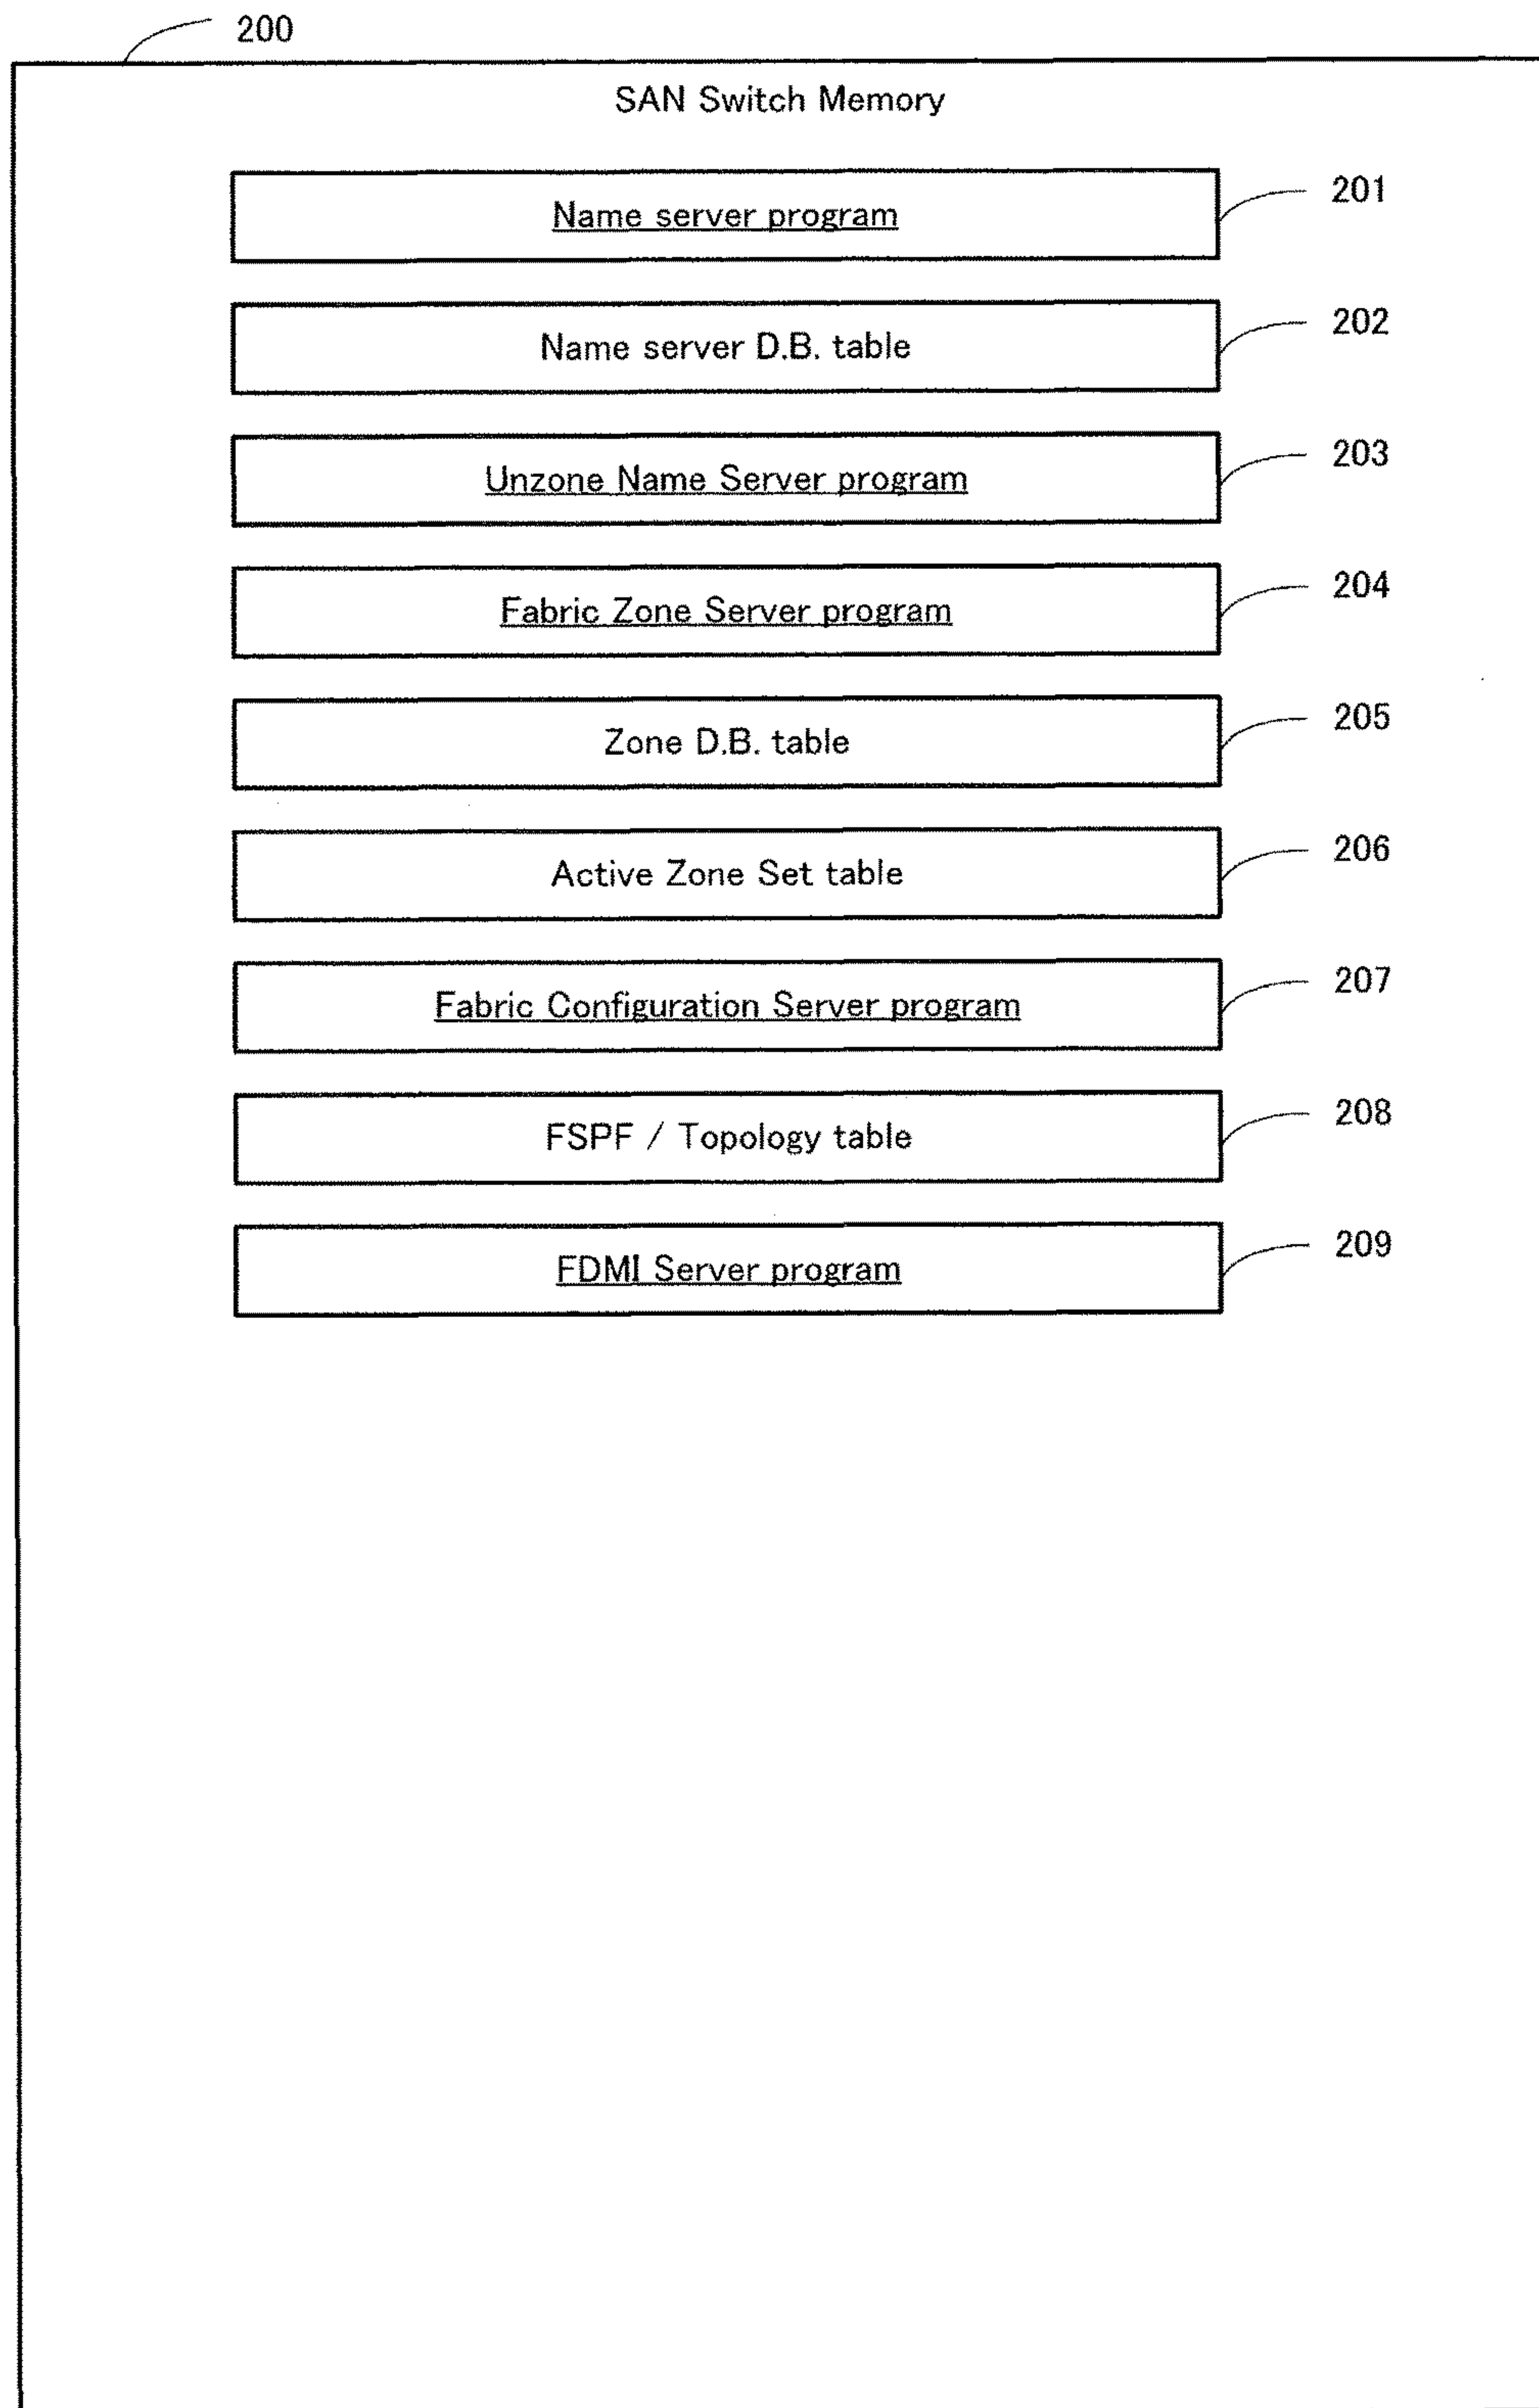 200
SAN Switch Memory
Name server program 201
Name server D.B. table 202
Unzone Name Server program 203
Fabric Zone Server program 204
Zone D.B. table 205
Active Zone Set table 206
Fabric Configuration Server program 207
FSPF / Topology table 208
FDMI Server program 209